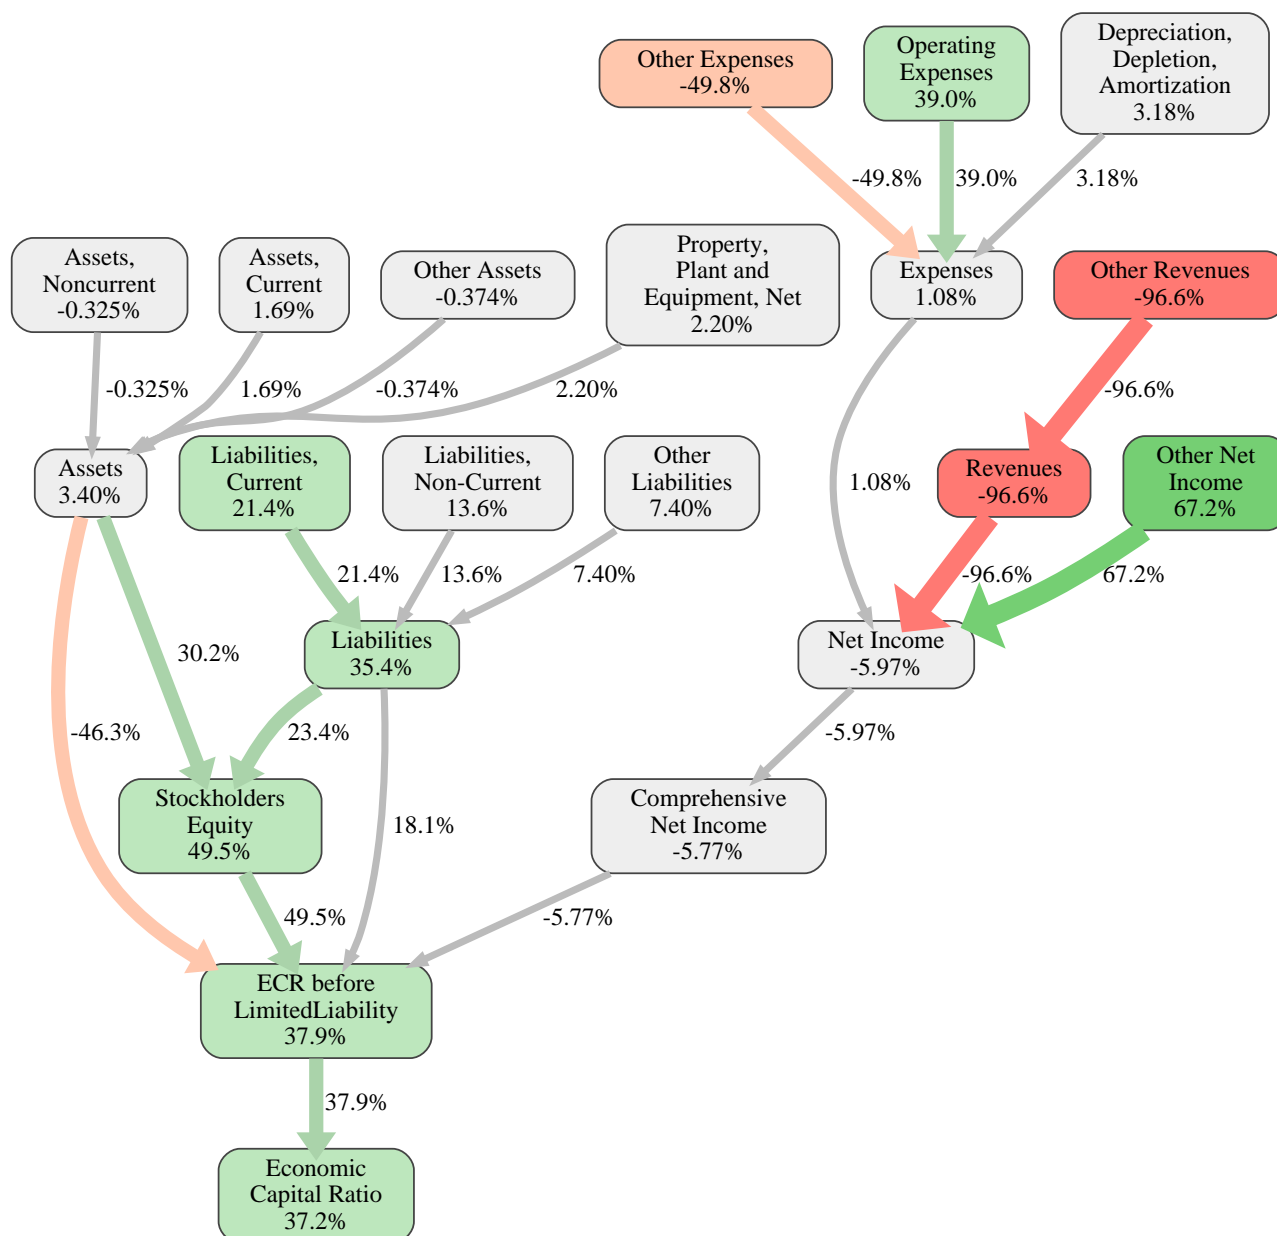 Other Expenses
-49.8%
Operating
Expenses
39.0%
Depreciation,
Depletion,
Amortization
3.18%
-49.8%
39.0%
3.18%
Assets,
Noncurrent
-0.325%
Assets,
Current
1.69%
Other Assets
-0.374%
Property,
Plant and
Equipment, Net
2.20%
Expenses
1.08%
Other Revenues
-96.6%
-0.325%
1.69%
-0.374%
2.20%
-96.6%
Assets
3.40%
Liabilities,
Current
21.4%
Liabilities,
Non-Current
13.6%
Other
Liabilities
7.40%
1.08%
Revenues
-96.6%
Other Net
Income
67.2%
21.4%
13.6%
7.40%
-96.6%
67.2%
30.2%
Liabilities
35.4%
Net Income
-5.97%
-46.3%
23.4%
-5.97%
Stockholders
Equity
49.5%
18.1%
Comprehensive
Net Income
-5.77%
49.5%
-5.77%
ECR before
LimitedLiability
37.9%
37.9%
Economic
Capital Ratio
37.2%